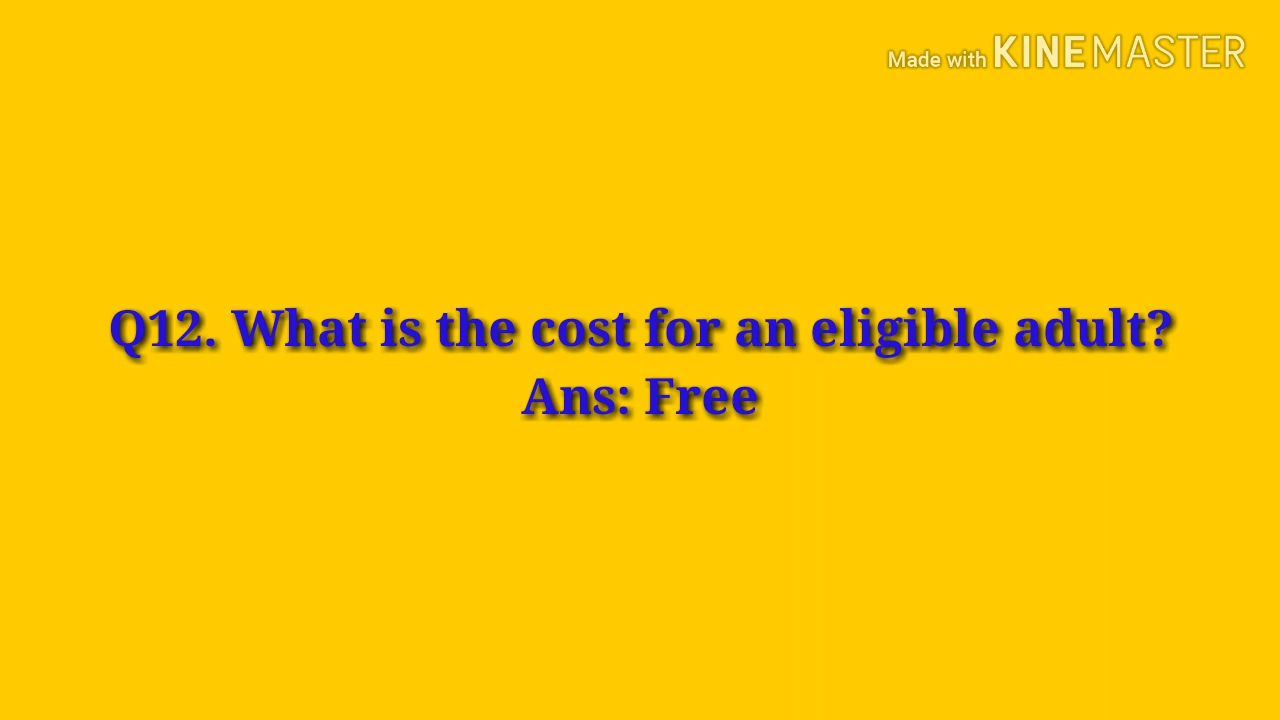 Made with KINEMASTER
Q12. What is the cost for an eligible adult?
Ans: Free